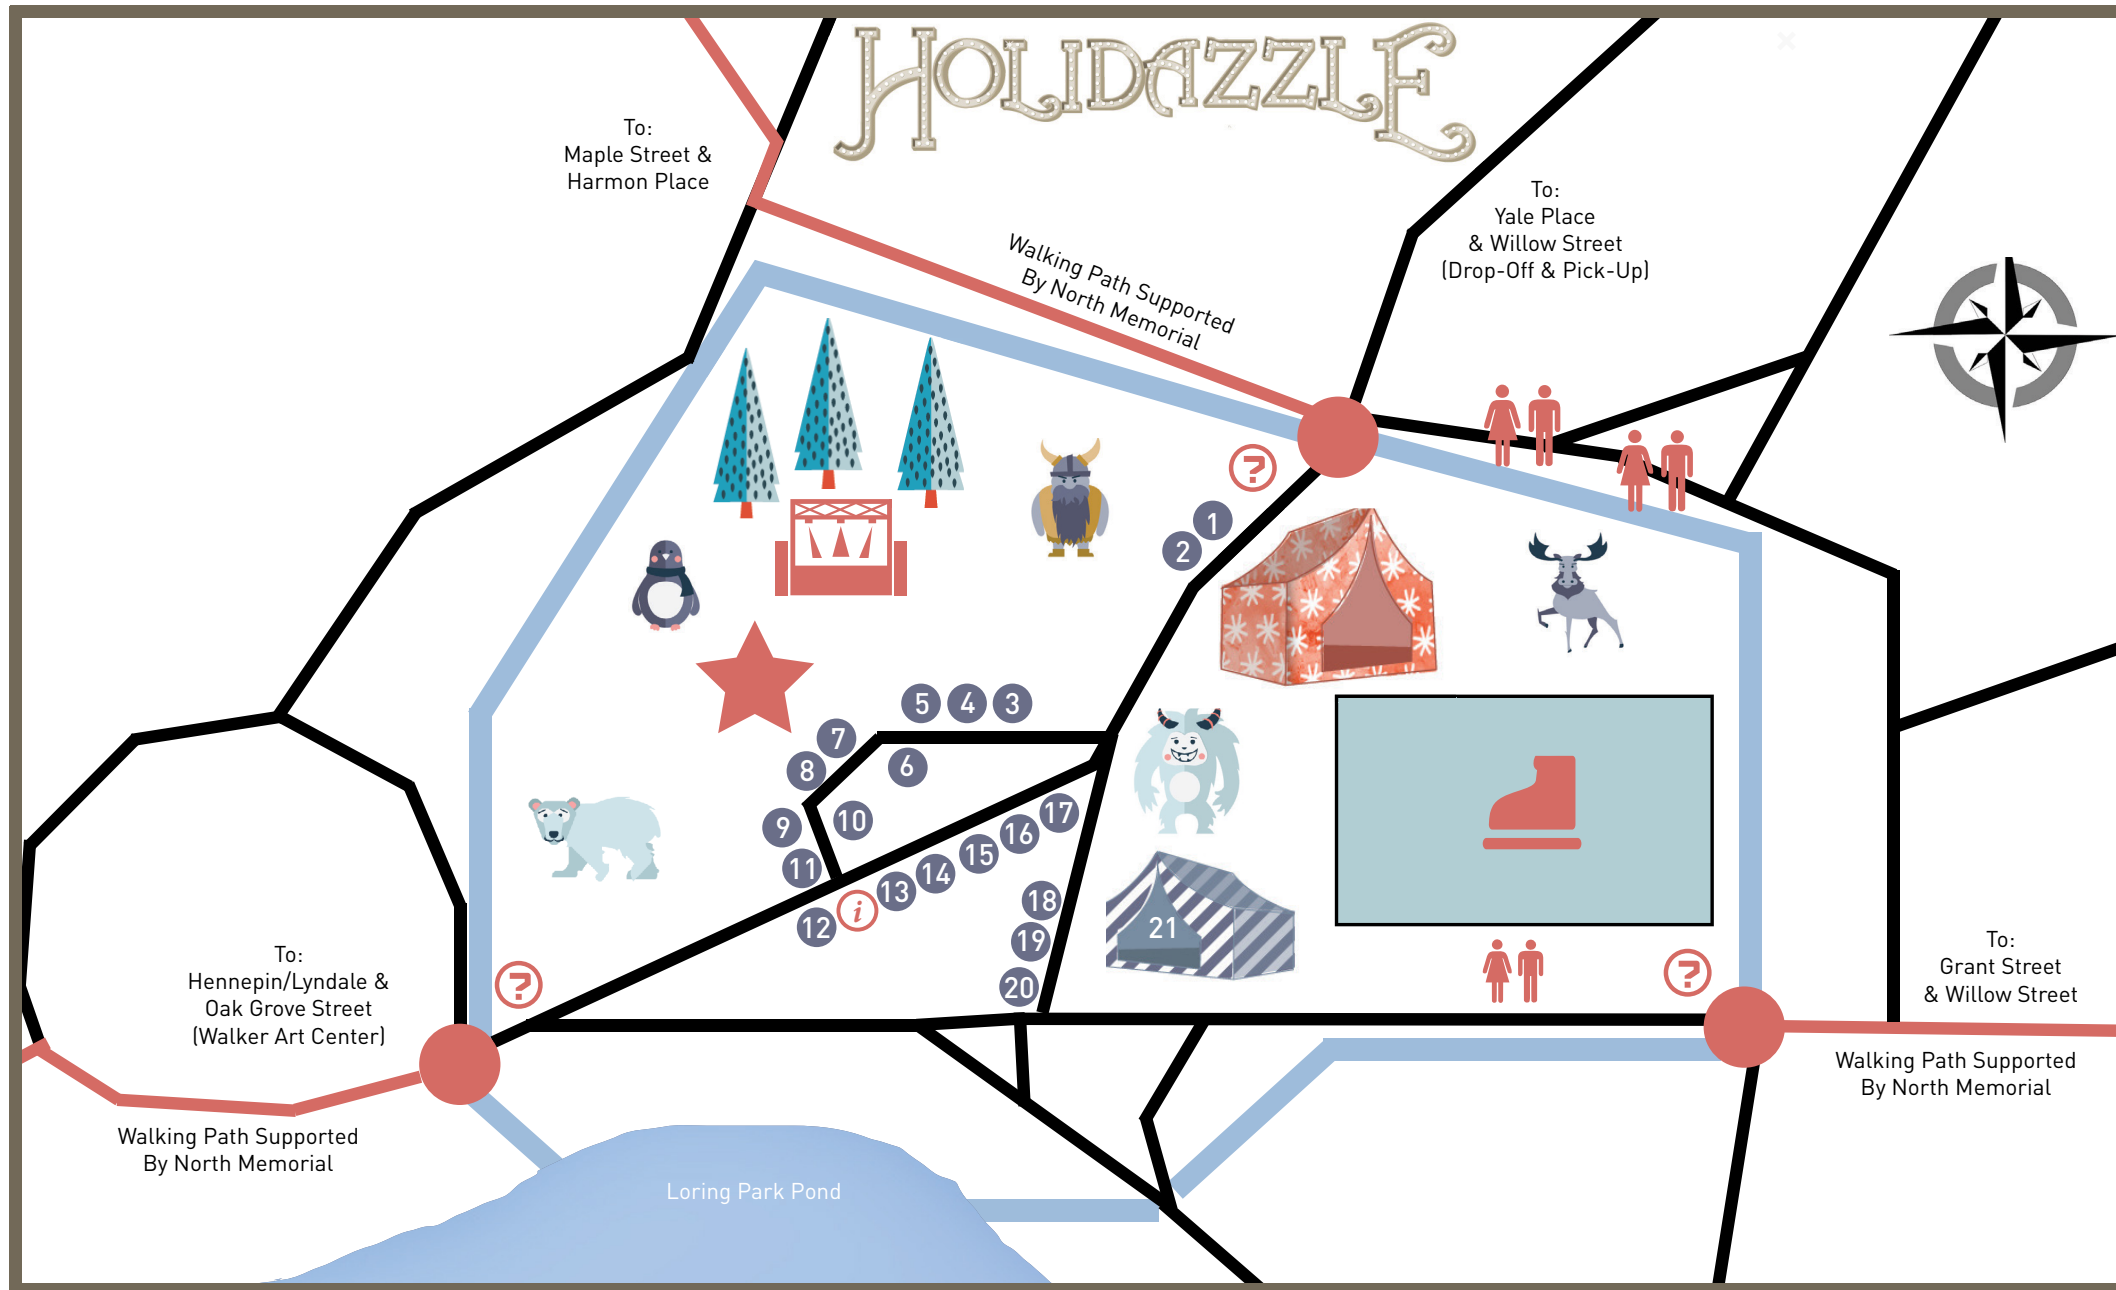 HOLIDAZZLE
To:
Maple Street &
Harmon Place
To:
Yale Place
& Willow Street
(Drop-Off & Pick-Up)
Walking Path Supported
By North Memorial
?
1
2
5
4
3
7
8
6
9
10
11
17
16
15
14
13
i
12
18
19
20
21
?
?
To:
Hennepin/Lyndale &
Oak Grove Street
(Walker Art Center)
To:
Grant Street
& Willow Street
Walking Path Supported
By North Memorial
Walking Path Supported
By North Memorial
Loring Park Pond